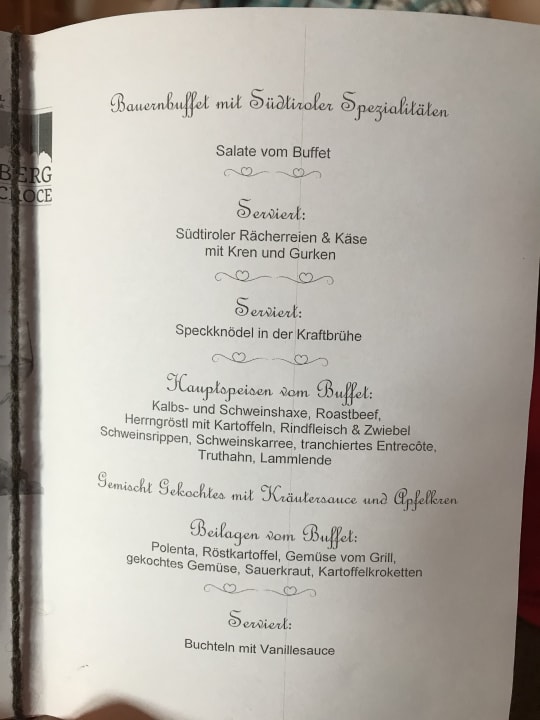 Bauernbuffet mit Südtiroler Spezialitäten
Salate vom Buffet
BERG
CROCE
Serviert:
Südtiroler Rächerreien & Käse
mit Kren und Gurken
Serviert:
Speckknödel in der Kraftbrühe
Hauptspeisen vom Buffet:
Kalbs- und Schweinshaxe, Roastbeef,
Herrngröstl mit Kartoffeln, Rindfleisch & Zwiebel
Schweinsrippen, Schweinskarree, tranchiertes Entrecôte,
Truthahn, Lammlende
Gemischt Gekochtes mit Kräutersauce und Apfelkren
Beilagen vom Buffet:
Polenta, Röstkartoffel, Gemüse vom Grill,
gekochtes Gemüse, Sauerkraut, Kartoffelkroketten
Serviert:
Buchteln mit Vanillesauce